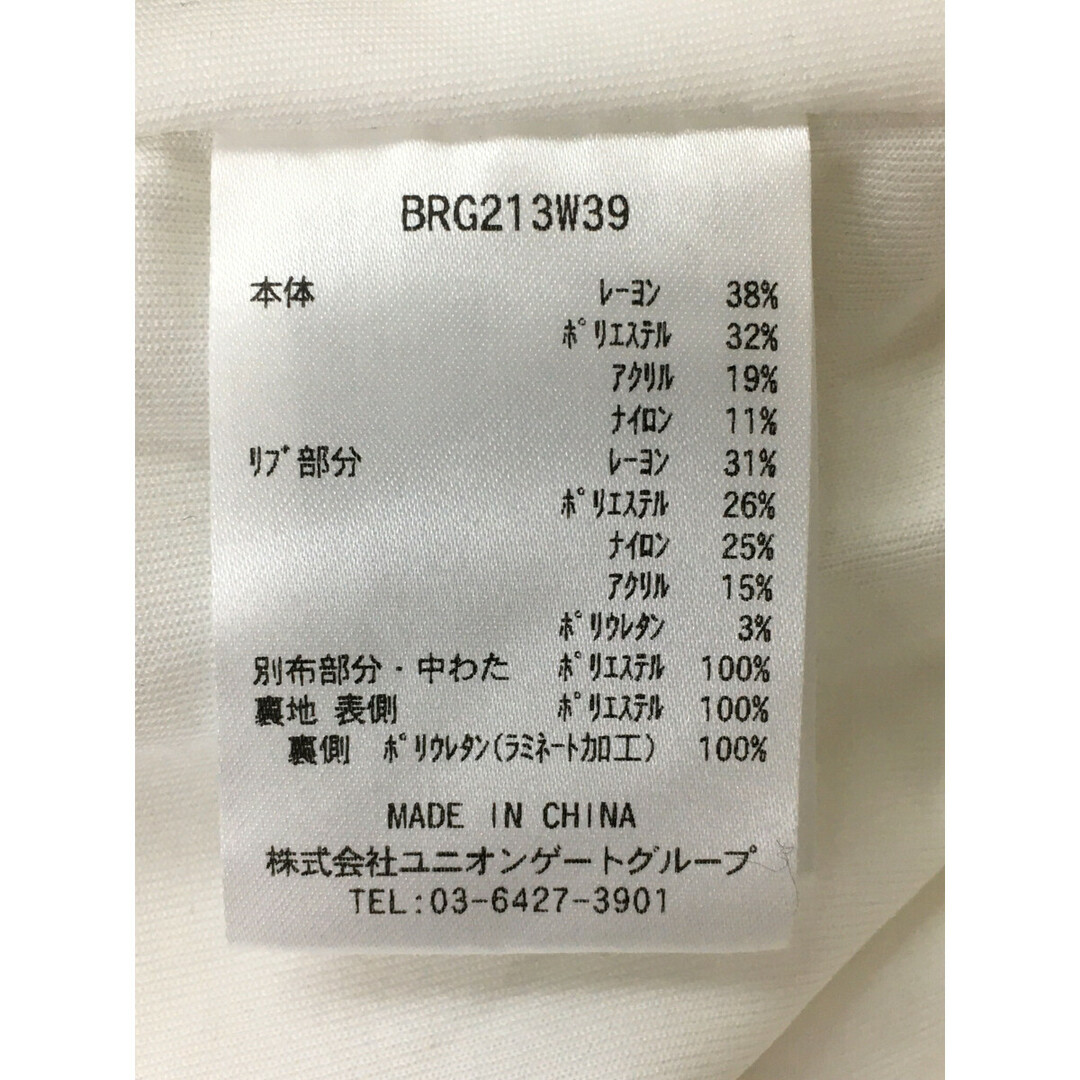 BRG213W39
本体 レーヨン 38%
ポリエステル 32%
アクリル 19%
ナイロン 11%
リブ部分 レーヨン 31%
ポリエステル 26%
ナイロン 25%
アクリル 15%
ポリウレタン 3%
別布部分・中わた ポリエステル 100%
裏地 表側 ポリエステル 100%
裏側 ポリウレタン(ラミネート加工) 100%
MADE IN CHINA
株式会社ユニオンゲートグループ
TEL:03-6427-3901